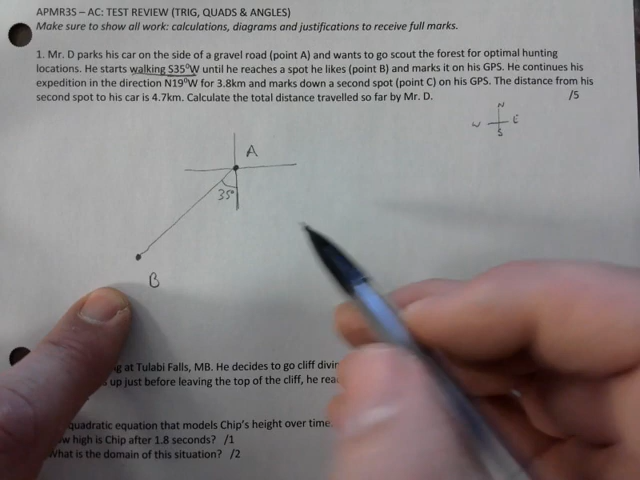 APMR3S – AC: TEST REVIEW (TRIG, QUADS & ANGLES)
Make sure to show all work: calculations, diagrams and justifications to receive full marks.
1. Mr. D parks his car on the side of a gravel road (point A) and wants to go scout the forest for optimal hunting
locations. He starts walking S35⁰W until he reaches a spot he likes (point B) and marks it on his GPS. He continues his
expedition in the direction N19⁰W for 3.8km and marks down a second spot (point C) on his GPS. The distance from his
second spot to his car is 4.7km. Calculate the total distance travelled so far by Mr. D. /5
N
W E
S
A
35°
B
at Tulabi Falls, MB. He decides to go cliff
up just before leaving the top of the cliff, he
quadratic equation that models Chip's height over time.
high is Chip after 1.8 seconds? /1
What is the domain of this situation? /2